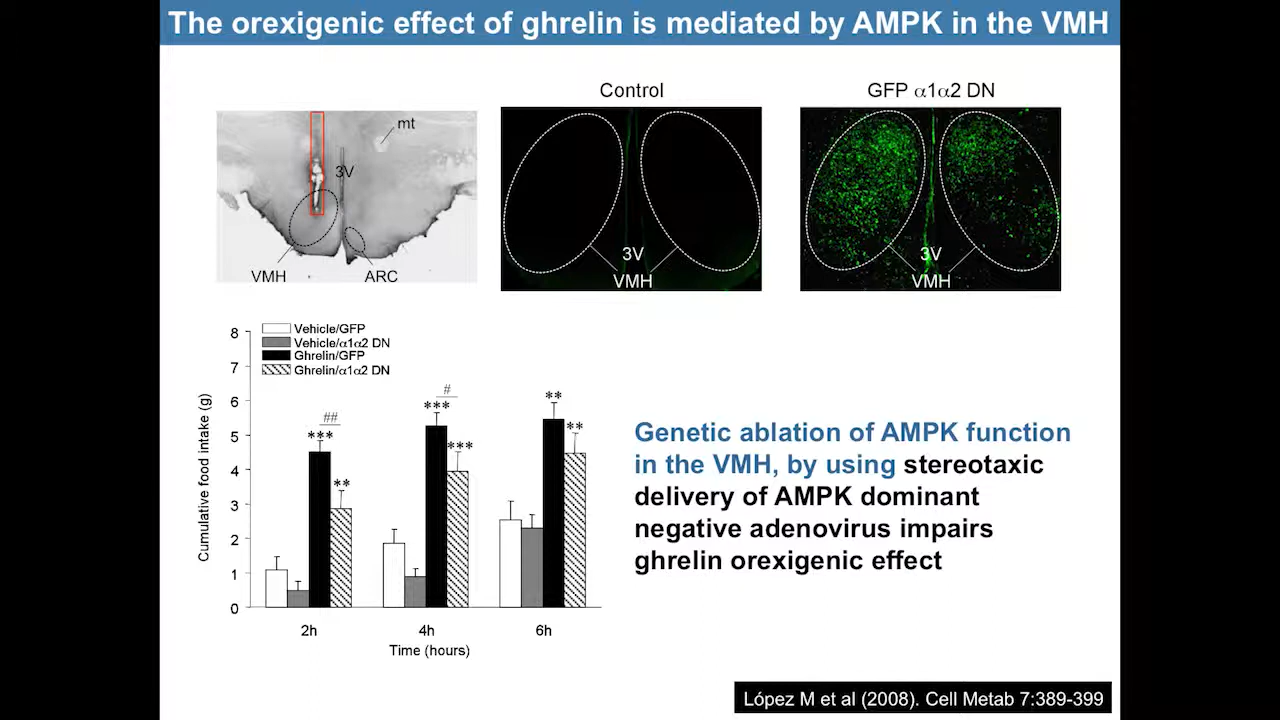 The orexigenic effect of ghrelin is mediated by AMPK in the VMH
mt
3V
VMH
ARC
Control
3V
VMH
GFP α1α2 DN
3V
VMH
Vehicle/GFP
Vehicle/α1α2 DN
Ghrelin/GFP
Ghrelin/α1α2 DN
Cumulative food intake (g)
8
7
6
5
4
3
2
1
0
##
***
**
#
***
***
**
**
2h
4h
6h
Time (hours)
Genetic ablation of AMPK function
in the VMH, by using stereotaxic
delivery of AMPK dominant
negative adenovirus impairs
ghrelin orexigenic effect
López M et al (2008). Cell Metab 7:389-399